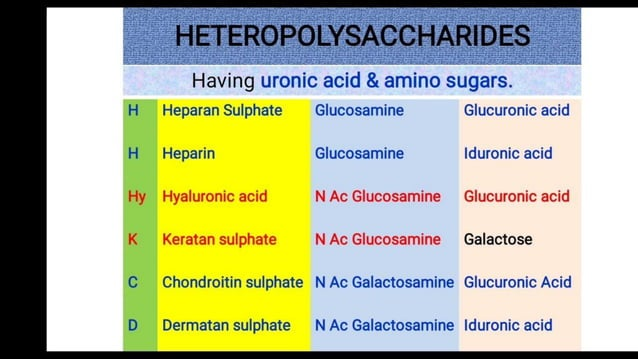 HETEROPOLYSACCHARIDES
Having uronic acid & amino sugars.
H Heparan Sulphate Glucosamine Glucuronic acid
H Heparin Glucosamine Iduronic acid
Hy Hyaluronic acid N Ac Glucosamine Glucuronic acid
K Keratan sulphate N Ac Glucosamine Galactose
C Chondroitin sulphate N Ac Galactosamine Glucuronic Acid
D Dermatan sulphate N Ac Galactosamine Iduronic acid